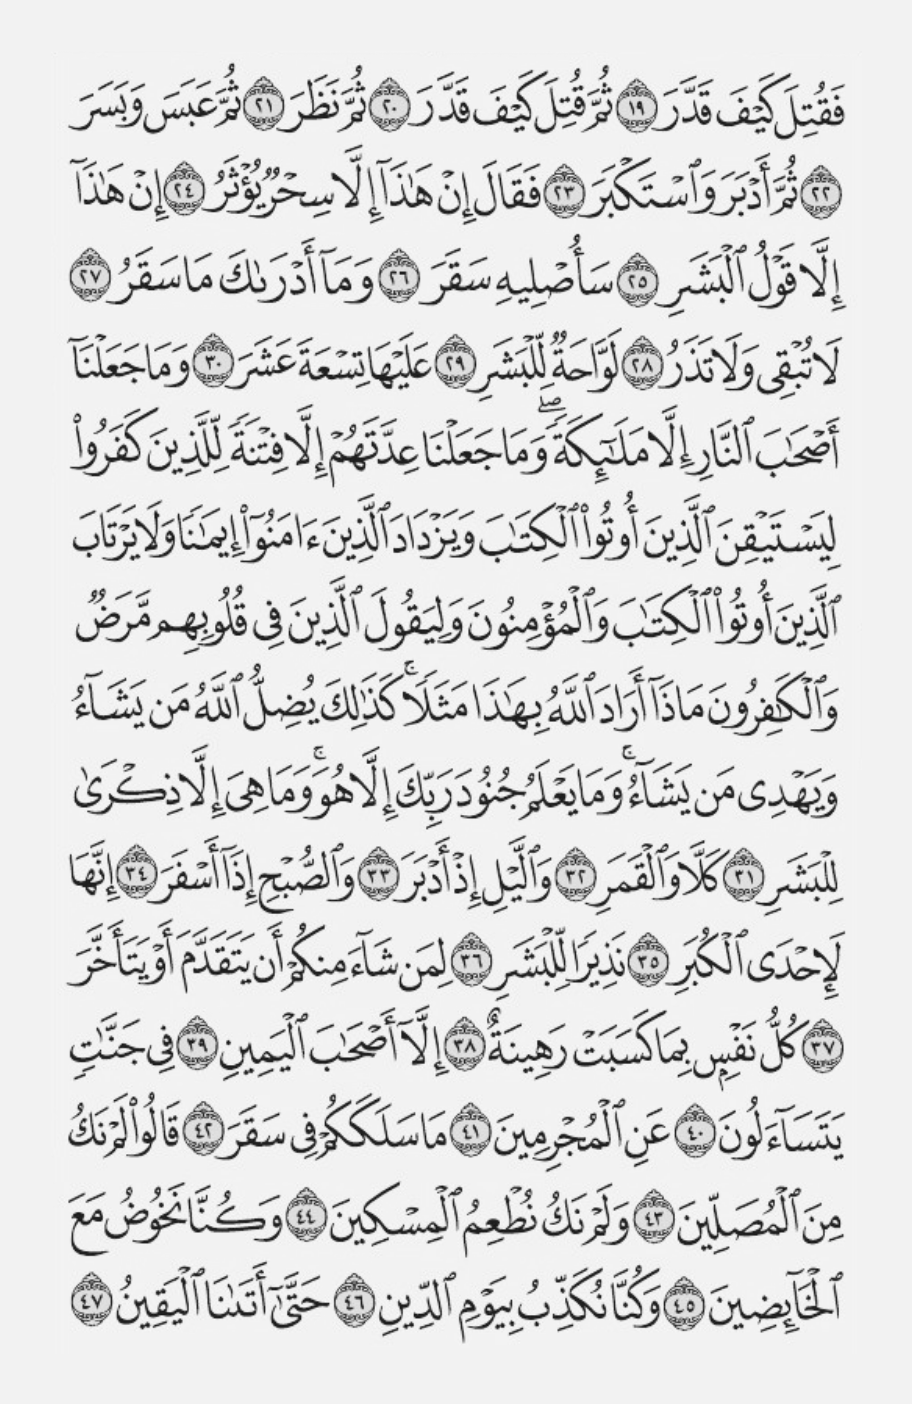 فَقُتِلَ كَيْفَ قَدَّرَ ١٩ ثُمَّ قُتِلَ كَيْفَ قَدَّرَ ٢٠ ثُمَّ نَظَرَ ٢١ ثُمَّ عَبَسَ وَبَسَرَ
٢٢ ثُمَّ أَدْبَرَ وَٱسْتَكْبَرَ ٢٣ فَقَالَ إِنْ هَٰذَآ إِلَّا سِحْرٌ يُؤْثَرُ ٢٤ إِنْ هَٰذَآ
إِلَّا قَوْلُ ٱلْبَشَرِ ٢٥ سَأُصْلِيهِ سَقَرَ ٢٦ وَمَآ أَدْرَىٰكَ مَا سَقَرُ ٢٧
لَا تُبْقِى وَلَا تَذَرُ ٢٨ لَوَّاحَةٌ لِّلْبَشَرِ ٢٩ عَلَيْهَا تِسْعَةَ عَشَرَ ٣٠ وَمَا جَعَلْنَآ
أَصْحَٰبَ ٱلنَّارِ إِلَّا مَلَٰٓئِكَةً ۖ وَمَا جَعَلْنَا عِدَّتَهُمْ إِلَّا فِتْنَةً لِّلَّذِينَ كَفَرُوا۟
لِيَسْتَيْقِنَ ٱلَّذِينَ أُوتُوا۟ ٱلْكِتَٰبَ وَيَزْدَادَ ٱلَّذِينَ ءَامَنُوٓا۟ إِيمَٰنًا وَلَا يَرْتَابَ
ٱلَّذِينَ أُوتُوا۟ ٱلْكِتَٰبَ وَٱلْمُؤْمِنُونَ وَلِيَقُولَ ٱلَّذِينَ فِى قُلُوبِهِم مَّرَضٌ
وَٱلْكَٰفِرُونَ مَاذَآ أَرَادَ ٱللَّهُ بِهَٰذَا مَثَلًا ۚ كَذَٰلِكَ يُضِلُّ ٱللَّهُ مَن يَشَآءُ
وَيَهْدِى مَن يَشَآءُ ۚ وَمَا يَعْلَمُ جُنُودَ رَبِّكَ إِلَّا هُوَ ۚ وَمَا هِىَ إِلَّا ذِكْرَىٰ
لِلْبَشَرِ ٣١ كَلَّا وَٱلْقَمَرِ ٣٢ وَٱلَّيْلِ إِذْ أَدْبَرَ ٣٣ وَٱلصُّبْحِ إِذَآ أَسْفَرَ ٣٤ إِنَّهَا
لَإِحْدَى ٱلْكُبَرِ ٣٥ نَذِيرًا لِّلْبَشَرِ ٣٦ لِمَن شَآءَ مِنكُمْ أَن يَتَقَدَّمَ أَوْ يَتَأَخَّرَ
٣٧ كُلُّ نَفْسٍۭ بِمَا كَسَبَتْ رَهِينَةٌ ٣٨ إِلَّآ أَصْحَٰبَ ٱلْيَمِينِ ٣٩ فِى جَنَّٰتٍ
يَتَسَآءَلُونَ ٤٠ عَنِ ٱلْمُجْرِمِينَ ٤١ مَا سَلَكَكُمْ فِى سَقَرَ ٤٢ قَالُوا۟ لَمْ نَكُ
مِنَ ٱلْمُصَلِّينَ ٤٣ وَلَمْ نَكُ نُطْعِمُ ٱلْمِسْكِينَ ٤٤ وَكُنَّا نَخُوضُ مَعَ
ٱلْخَآئِضِينَ ٤٥ وَكُنَّا نُكَذِّبُ بِيَوْمِ ٱلدِّينِ ٤٦ حَتَّىٰٓ أَتَىٰنَا ٱلْيَقِينُ ٤٧